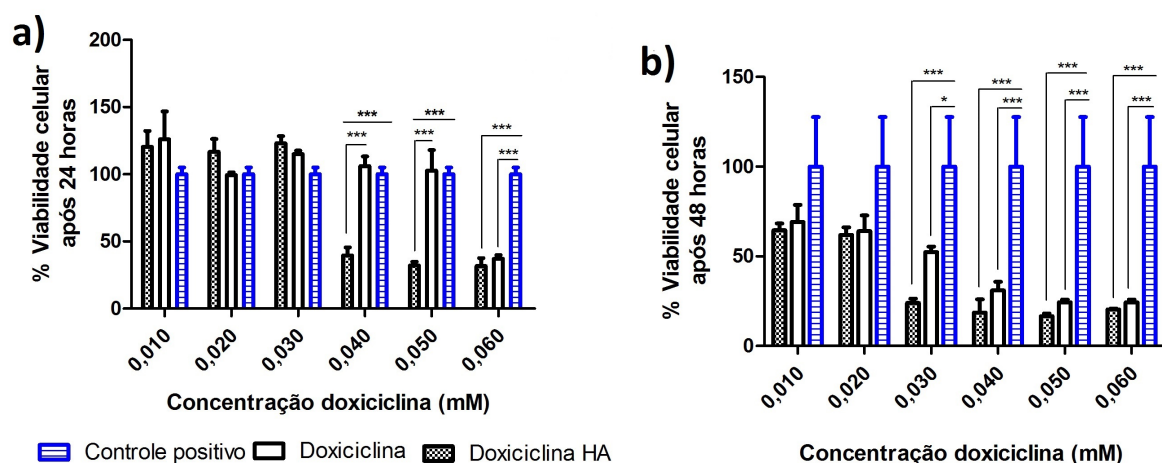 a)
% Viabilidade celular
após 24 horas
200
150
100
50
0
*** *** *** *** *** ***
0,010 0,020 0,030 0,040 0,050 0,060
Concentração doxiciclina (mM)
b)
% Viabilidade celular
após 48 horas
150
100
50
0
*** * *** *** *** *** *** ***
0,010 0,020 0,030 0,040 0,050 0,060
Concentração doxiciclina (mM)
Controle positivo Doxiciclina Doxiciclina HA